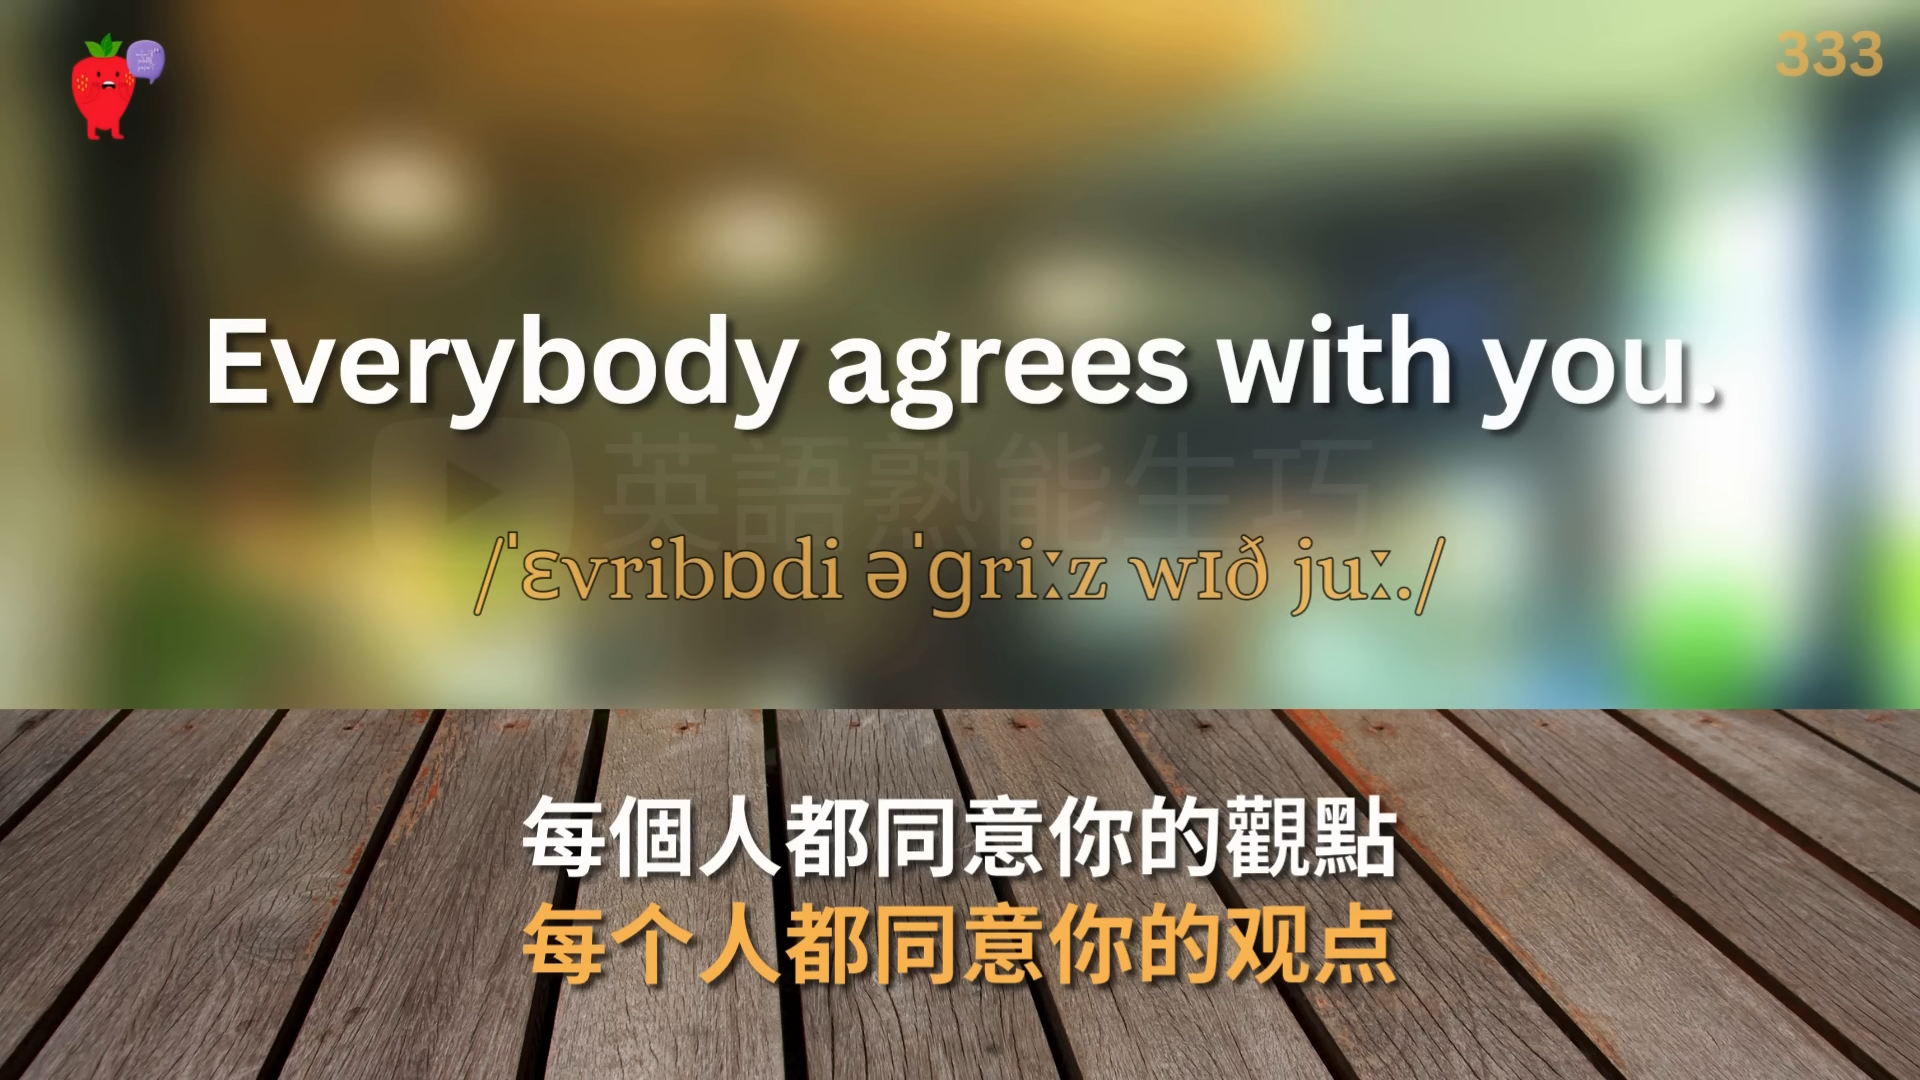 333
Everybody agrees with you.
英語熟能生巧
/ˈɛvribɒdi əˈɡriːz wɪð juː./
每個人都同意你的觀點
每个人都同意你的观点